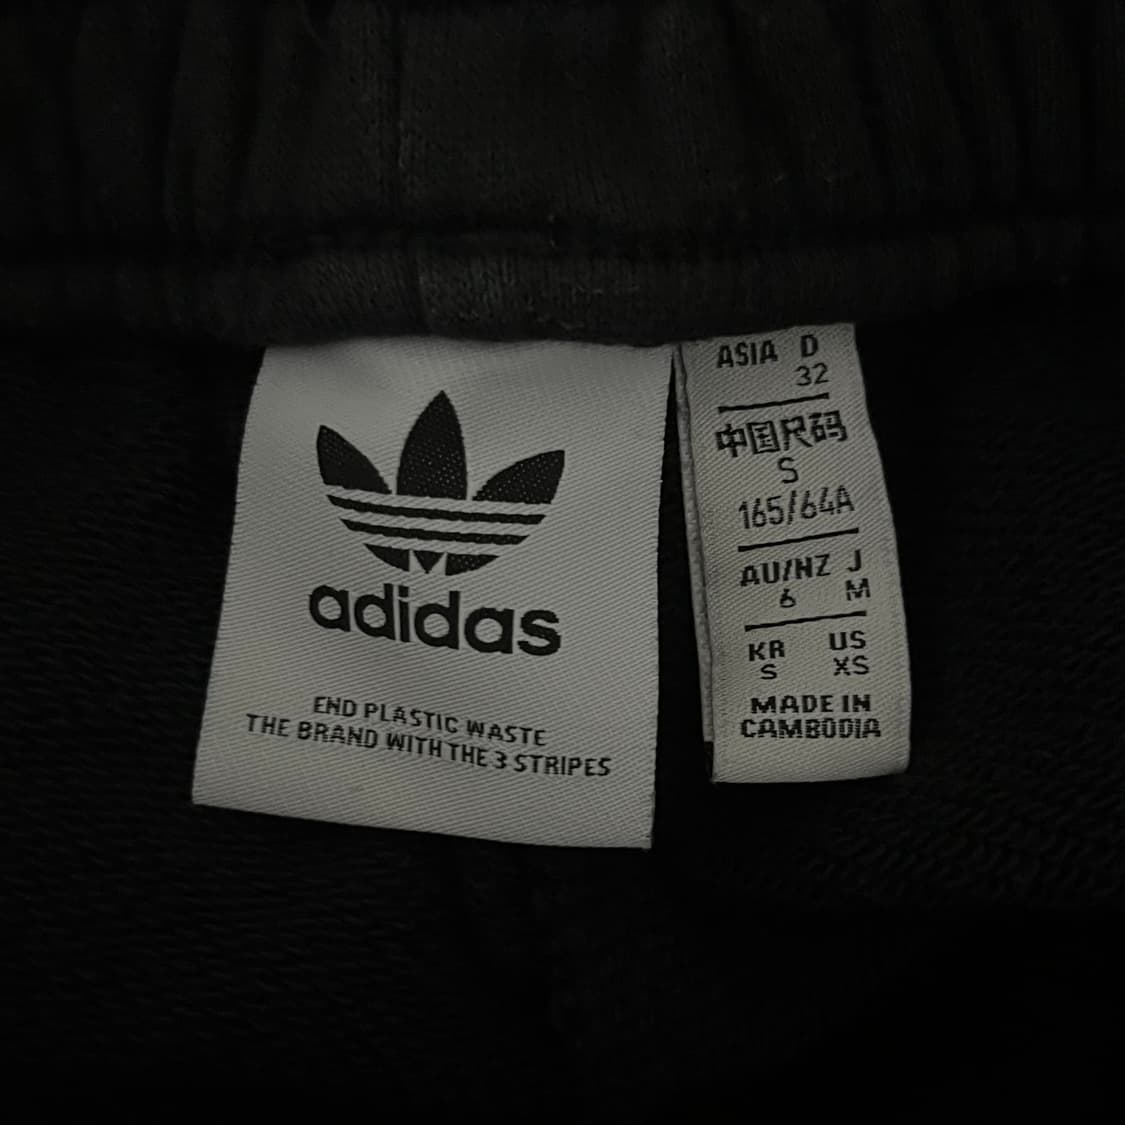 adidas
END PLASTIC WASTE
THE BRAND WITH THE 3 STRIPES
ASIA D
32
中国尺码
S
165/64A
AU/NZ J
6 M
KR US
S XS
MADE IN
CAMBODIA